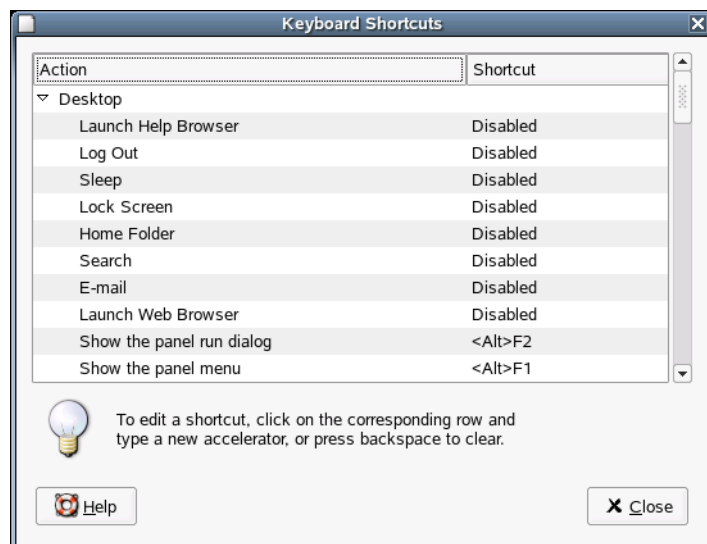 Keyboard Shortcuts
Action Shortcut
Desktop
Launch Help Browser Disabled
Log Out Disabled
Sleep Disabled
Lock Screen Disabled
Home Folder Disabled
Search Disabled
E-mail Disabled
Launch Web Browser Disabled
Show the panel run dialog <Alt>F2
Show the panel menu <Alt>F1
To edit a shortcut, click on the corresponding row and
type a new accelerator, or press backspace to clear.
Help Close